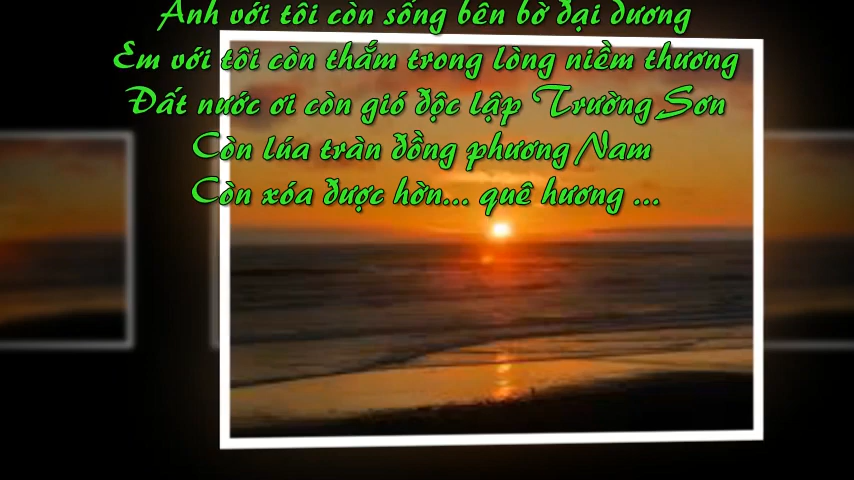 Anh với tôi còn sống bên bờ đại dương
Em với tôi còn thắm trong lòng niềm thương
Đất nước ơi còn gió độc lập Trường Sơn
Còn lúa tràn đồng phương Nam
Còn xóa được hờn... quê hương ...